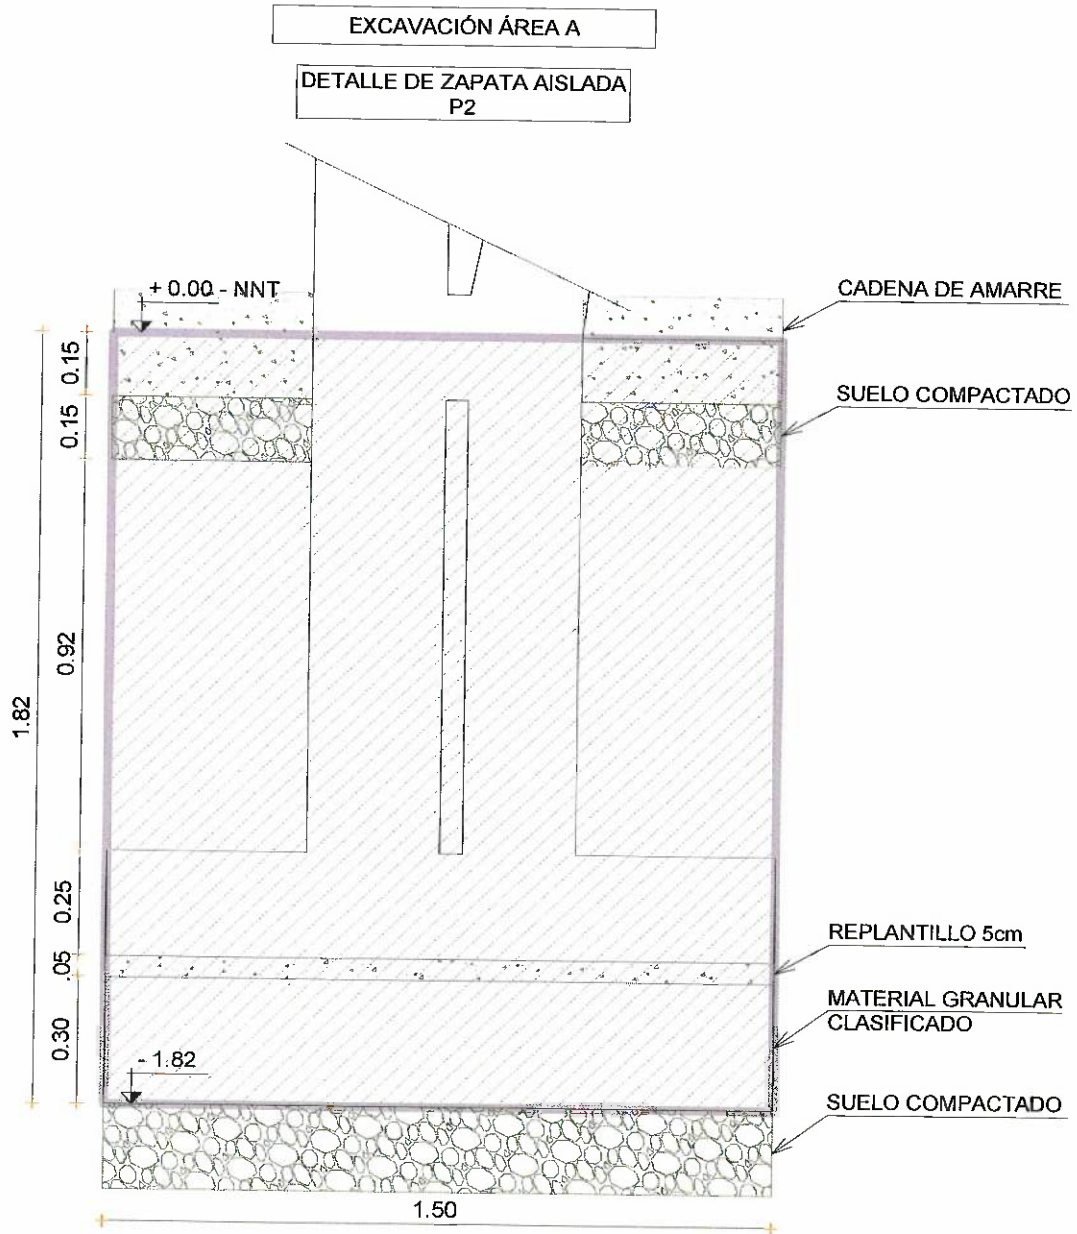 EXCAVACIÓN ÁREA A
DETALLE DE ZAPATA AISLADA
P2
+ 0.00 - NNT
CADENA DE AMARRE
0.15
SUELO COMPACTADO
0.15
0.92
1.82
0.25
REPLANTILLO 5cm
.05
MATERIAL GRANULAR
CLASIFICADO
0.30
- 1.82
SUELO COMPACTADO
1.50